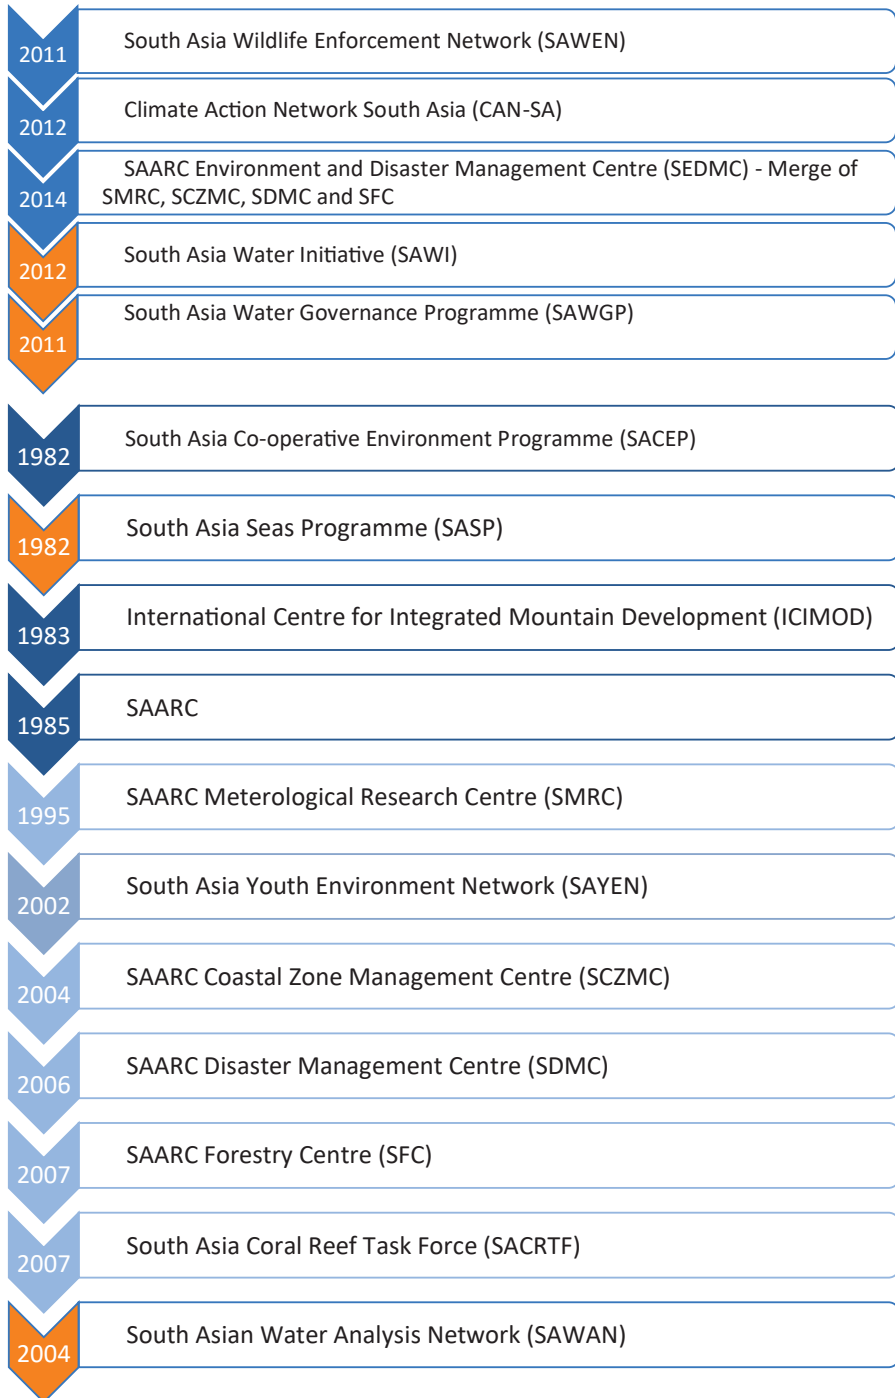 2011
South Asia Wildlife Enforcement Network (SAWEN)
2012
Climate Action Network South Asia (CAN-SA)
2014
SAARC Environment and Disaster Management Centre (SEDMC) - Merge of
SMRC, SCZMC, SDMC and SFC
2012
South Asia Water Initiative (SAWI)
2011
South Asia Water Governance Programme (SAWGP)
1982
South Asia Co-operative Environment Programme (SACEP)
1982
South Asia Seas Programme (SASP)
1983
International Centre for Integrated Mountain Development (ICIMOD)
1985
SAARC
1995
SAARC Meterological Research Centre (SMRC)
2002
South Asia Youth Environment Network (SAYEN)
2004
SAARC Coastal Zone Management Centre (SCZMC)
2006
SAARC Disaster Management Centre (SDMC)
2007
SAARC Forestry Centre (SFC)
2007
South Asia Coral Reef Task Force (SACRTF)
2004
South Asian Water Analysis Network (SAWAN)